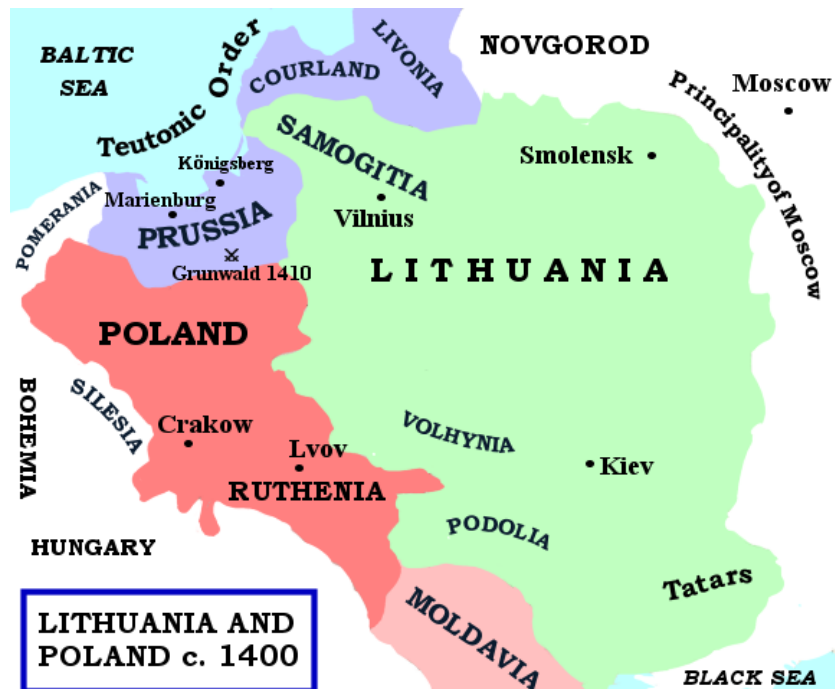 BALTIC
SEA
Teutonic Order
COURLAND
LIVONIA
NOVGOROD
Moscow
Principality of Moscow
SAMOGITIA
Smolensk
Königsberg
Marienburg
Vilnius
POMERANIA
PRUSSIA
Grunwald 1410
LITHUANIA
POLAND
BOHEMIA
SILESIA
Crakow
Lvov
VOLHYNIA
Kiev
RUTHENIA
PODOLIA
HUNGARY
Tatars
MOLDAVIA
LITHUANIA AND
POLAND c. 1400
BLACK SEA